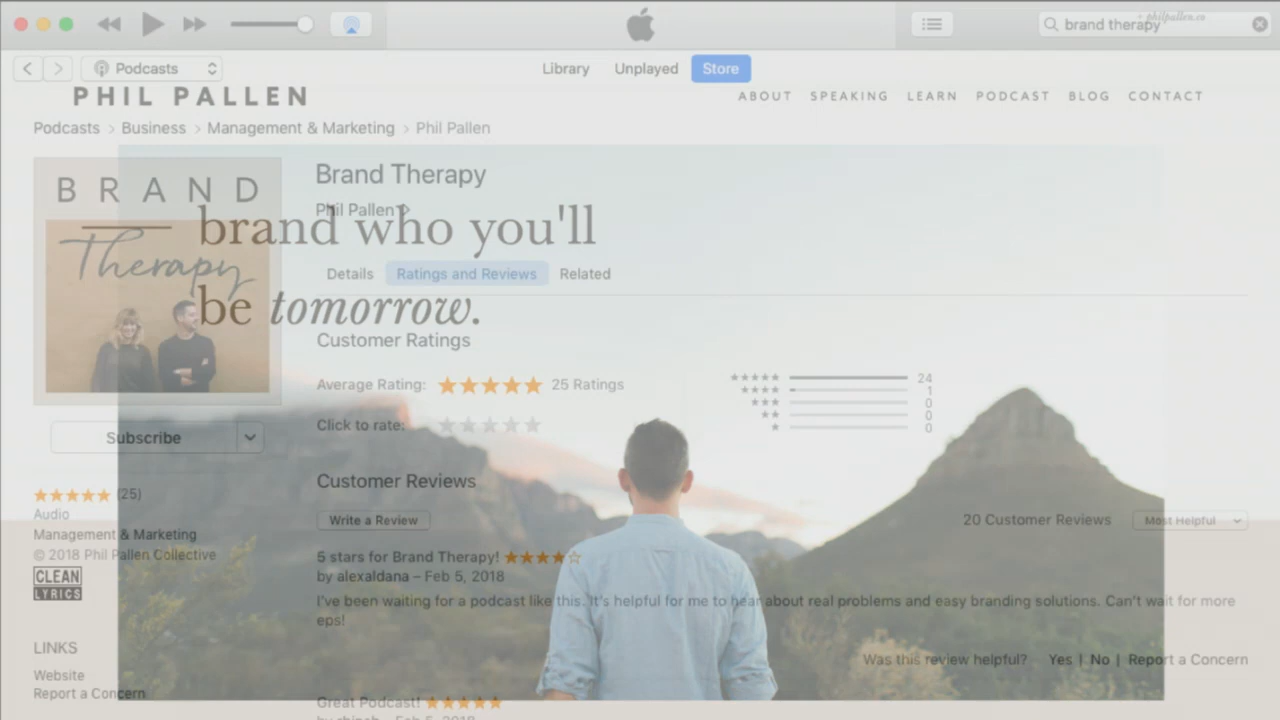 brand therapy
philpallen.co
Podcasts
Library
Unplayed
Store
PHIL PALLEN
ABOUT SPEAKING LEARN PODCAST BLOG CONTACT
Podcasts > Business > Management & Marketing > Phil Pallen
BRAND
Therapy
Brand Therapy
Phil Pallen >
brand who you'll
be tomorrow.
Details
Ratings and Reviews
Related
Customer Ratings
Average Rating: ★★★★★ 25 Ratings
★★★★★ 24
★★★★ 1
★★★ 0
★★ 0
★ 0
Click to rate: ★★★★★
Subscribe
Customer Reviews
★★★★★ (25)
Audio
Management & Marketing
© 2018 Phil Pallen Collective
CLEAN
LYRICS
Write a Review
20 Customer Reviews
Most Helpful
5 stars for Brand Therapy! ★★★★☆
by alexaldana – Feb 5, 2018
I've been waiting for a podcast like this. It's helpful for me to hear about real problems and easy branding solutions. Can't wait for more
eps!
Was this review helpful? Yes | No | Report a Concern
LINKS
Website
Report a Concern
Great Podcast! ★★★★★
Feb 5, 2018